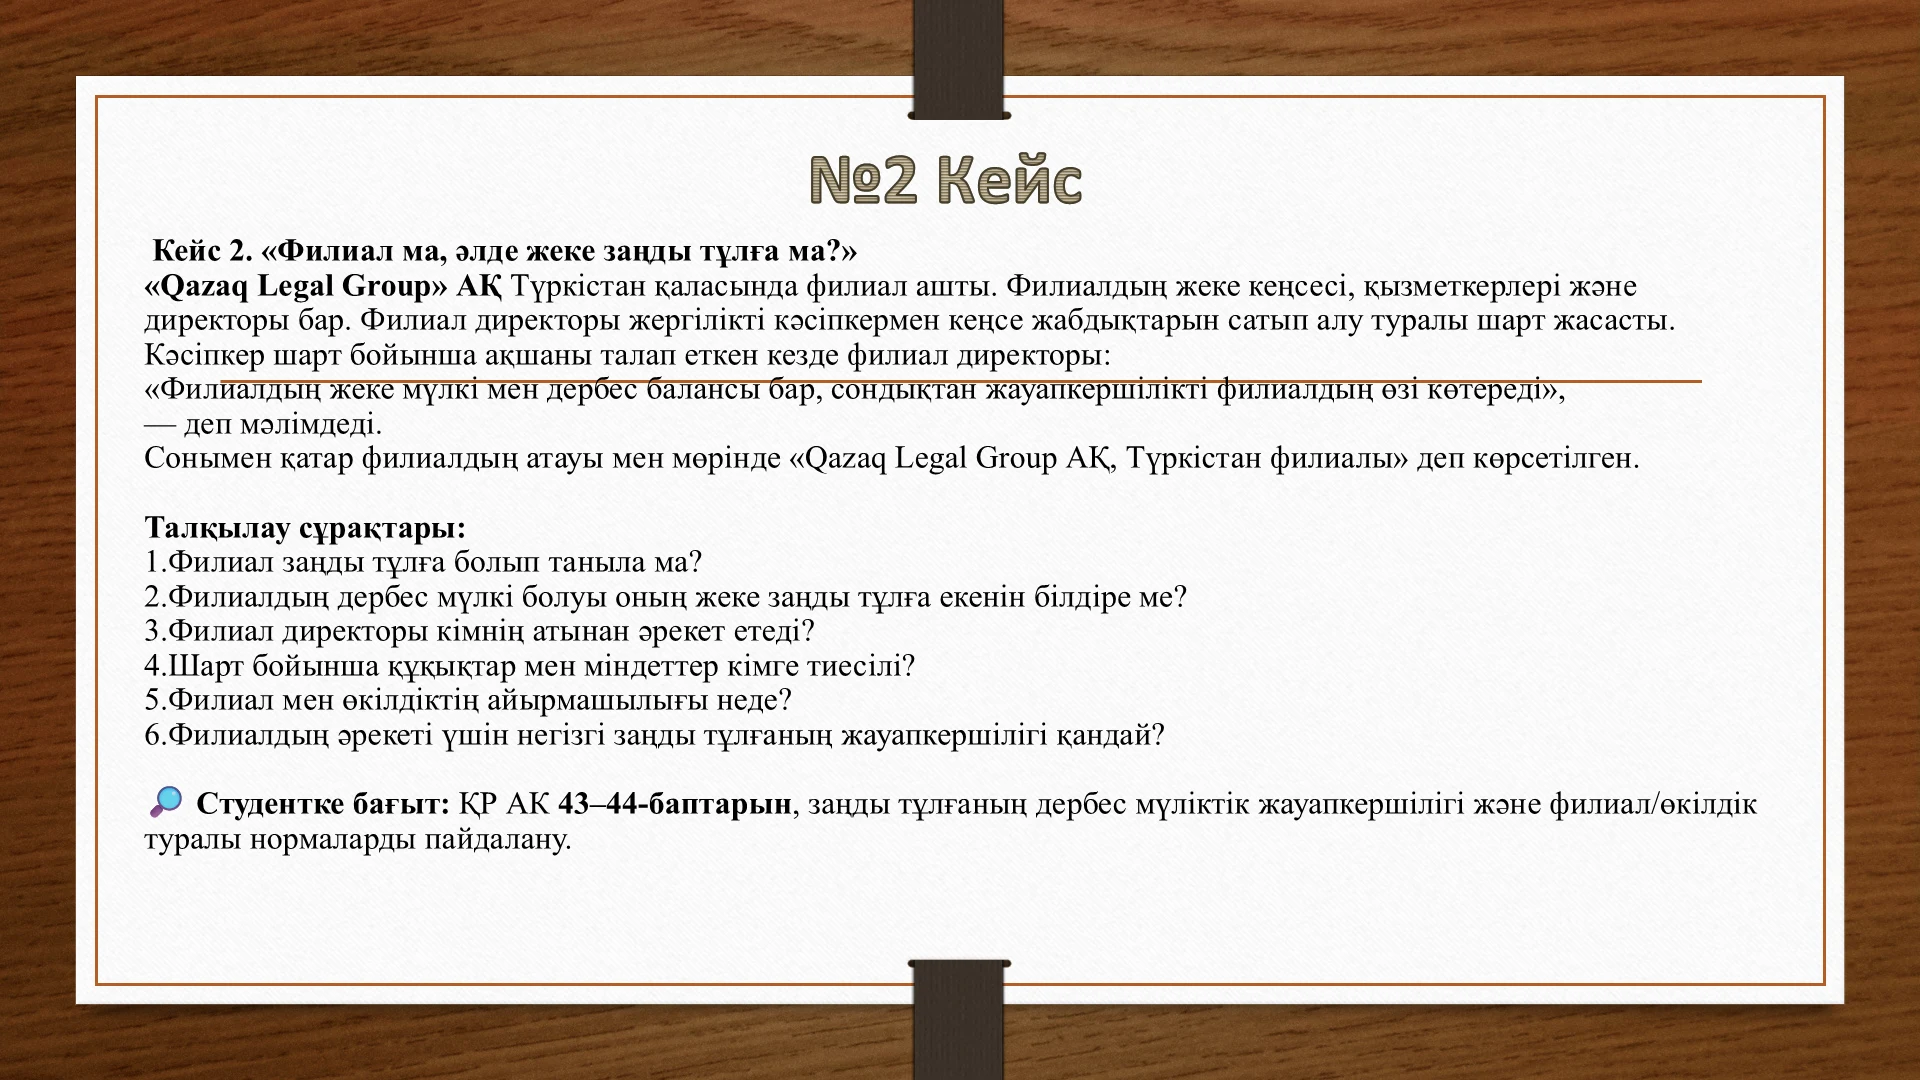 №2 Кейс
Кейс 2. «Филиал ма, әлде жеке заңды тұлға ма?»
«Qazaq Legal Group» АҚ Түркістан қаласында филиал ашты. Филиалдың жеке кеңсесі, қызметкерлері және
директоры бар. Филиал директоры жергілікті кәсіпкермен кеңсе жабдықтарын сатып алу туралы шарт жасасты.
Кәсіпкер шарт бойынша ақшаны талап еткен кезде филиал директоры:
«Филиалдың жеке мүлкі мен дербес балансы бар, сондықтан жауапкершілікті филиалдың өзі көтереді»,
— деп мәлімдеді.
Сонымен қатар филиалдың атауы мен мөрінде «Qazaq Legal Group АҚ, Түркістан филиалы» деп көрсетілген.
Талқылау сұрақтары:
1.Филиал заңды тұлға болып таныла ма?
2.Филиалдың дербес мүлкі болуы оның жеке заңды тұлға екенін білдіре ме?
3.Филиал директоры кімнің атынан әрекет етеді?
4.Шарт бойынша құқықтар мен міндеттер кімге тиесілі?
5.Филиал мен өкілдіктің айырмашылығы неде?
6.Филиалдың әрекеті үшін негізгі заңды тұлғаның жауапкершілігі қандай?
🔎 Студентке бағыт: ҚР АК 43–44-баптарын, заңды тұлғаның дербес мүліктік жауапкершілігі және филиал/өкілдік
туралы нормаларды пайдалану.